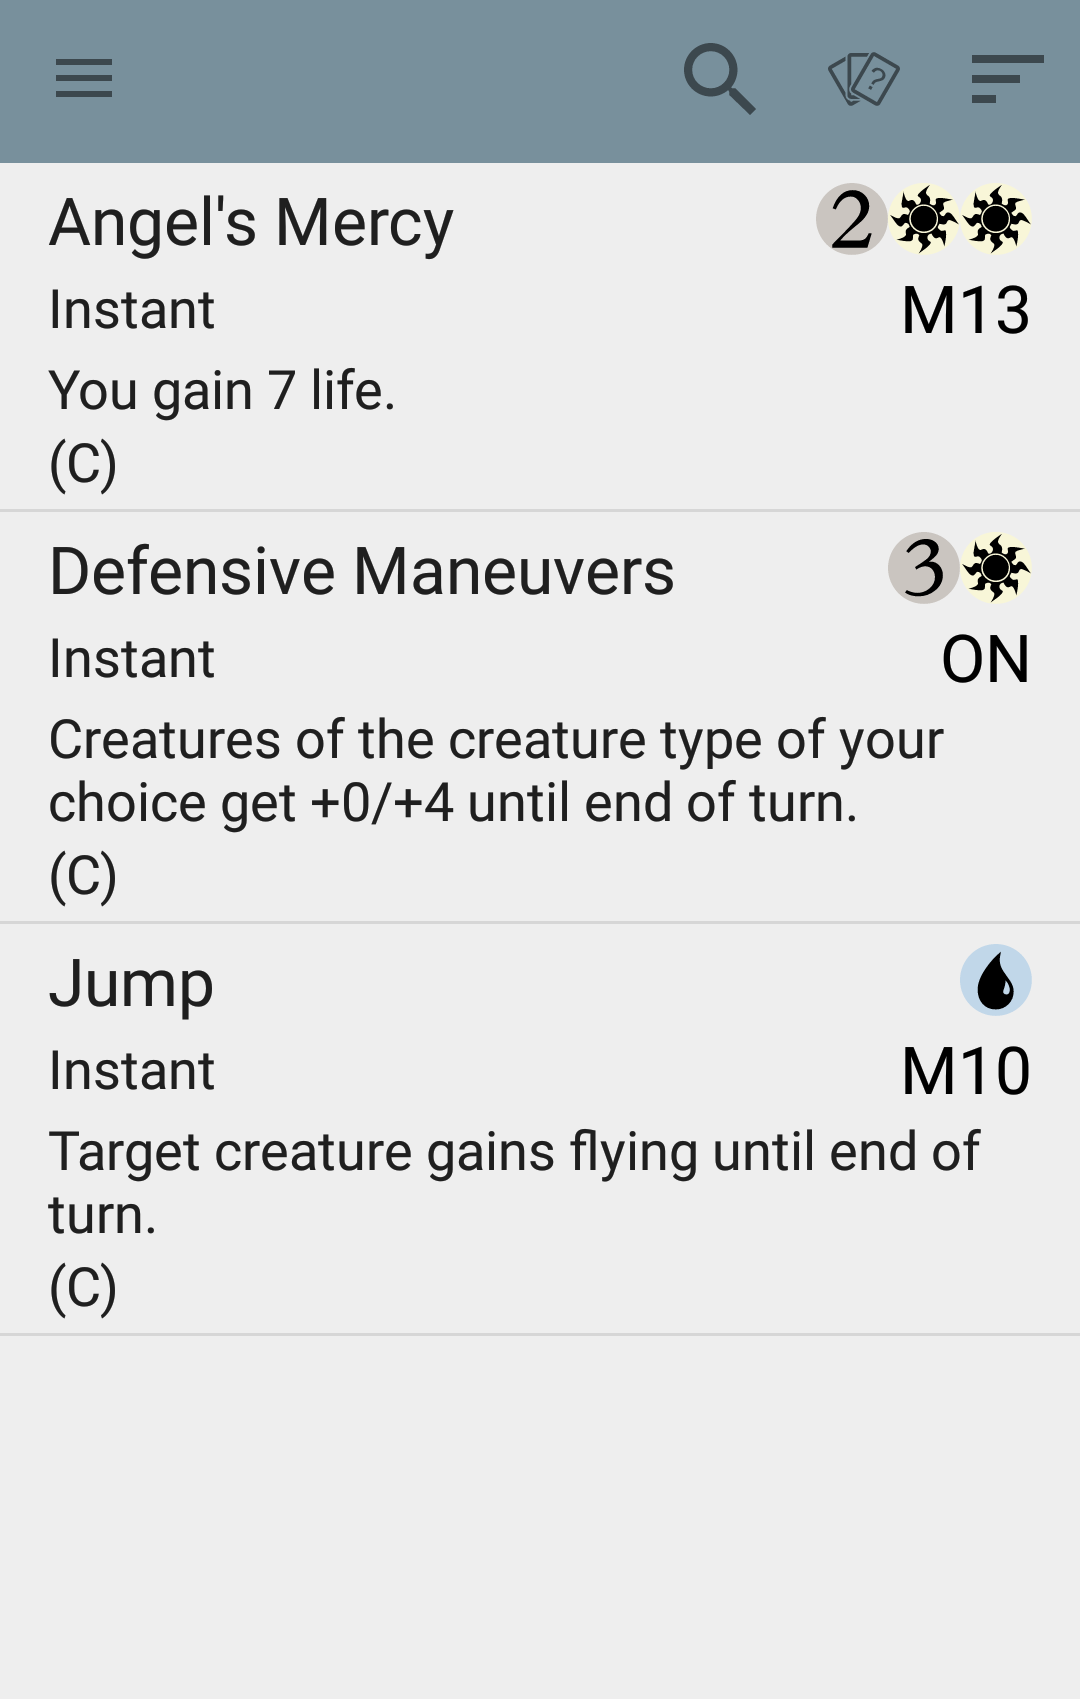 ?
Angel's Mercy 2
Instant M13
You gain 7 life.
(C)
Defensive Maneuvers 3
Instant ON
Creatures of the creature type of your
choice get +0/+4 until end of turn.
(C)
Jump
Instant M10
Target creature gains flying until end of
turn.
(C)